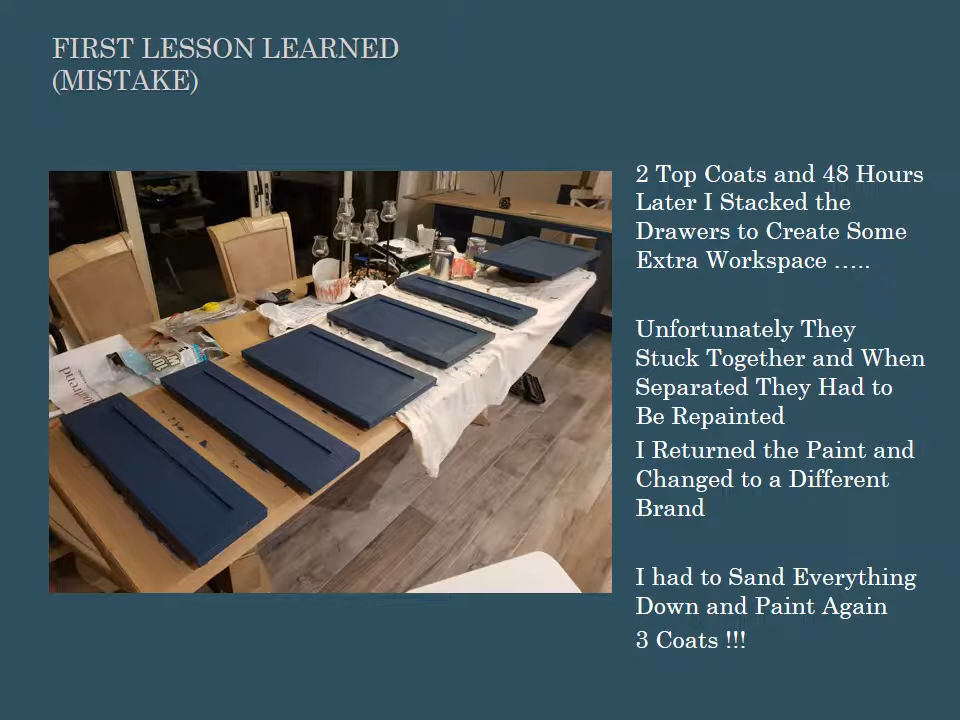 FIRST LESSON LEARNED
(MISTAKE)
2 Top Coats and 48 Hours
Later I Stacked the
Drawers to Create Some
Extra Workspace …..
Unfortunately They
Stuck Together and When
Separated They Had to
Be Repainted
I Returned the Paint and
Changed to a Different
Brand
I had to Sand Everything
Down and Paint Again
3 Coats !!!